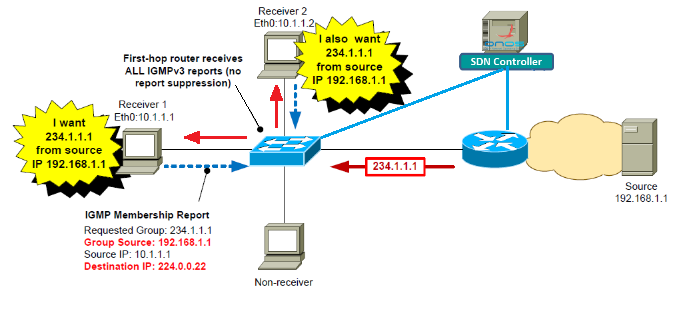 Receiver 2
Eth0:10.1.1.2
I also want
234.1.1.1
from source
IP 192.168.1.1
SDN Controller
First-hop router receives
ALL IGMPv3 reports (no
report suppression)
Receiver 1
Eth0:10.1.1.1
I want
234.1.1.1
from source
IP 192.168.1.1
234.1.1.1
Source
192.168.1.1
IGMP Membership Report
Requested Group: 234.1.1.1
Group Source: 192.168.1.1
Source IP: 10.1.1.1
Destination IP: 224.0.0.22
Non-receiver